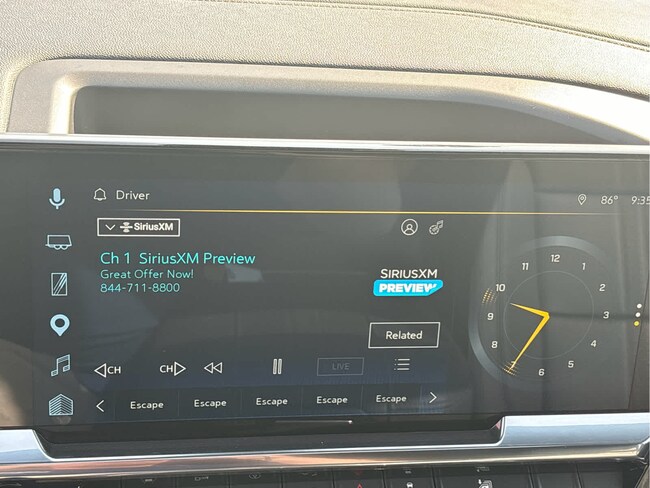 Driver
86° 9:35
SiriusXM
Ch 1 SiriusXM Preview
Great Offer Now!
844-711-8800
SIRIUSXM
PREVIEW
Related
CH CH LIVE
Escape Escape Escape Escape Escape
12
1
2
3
4
5
6
7
8
9
10
11